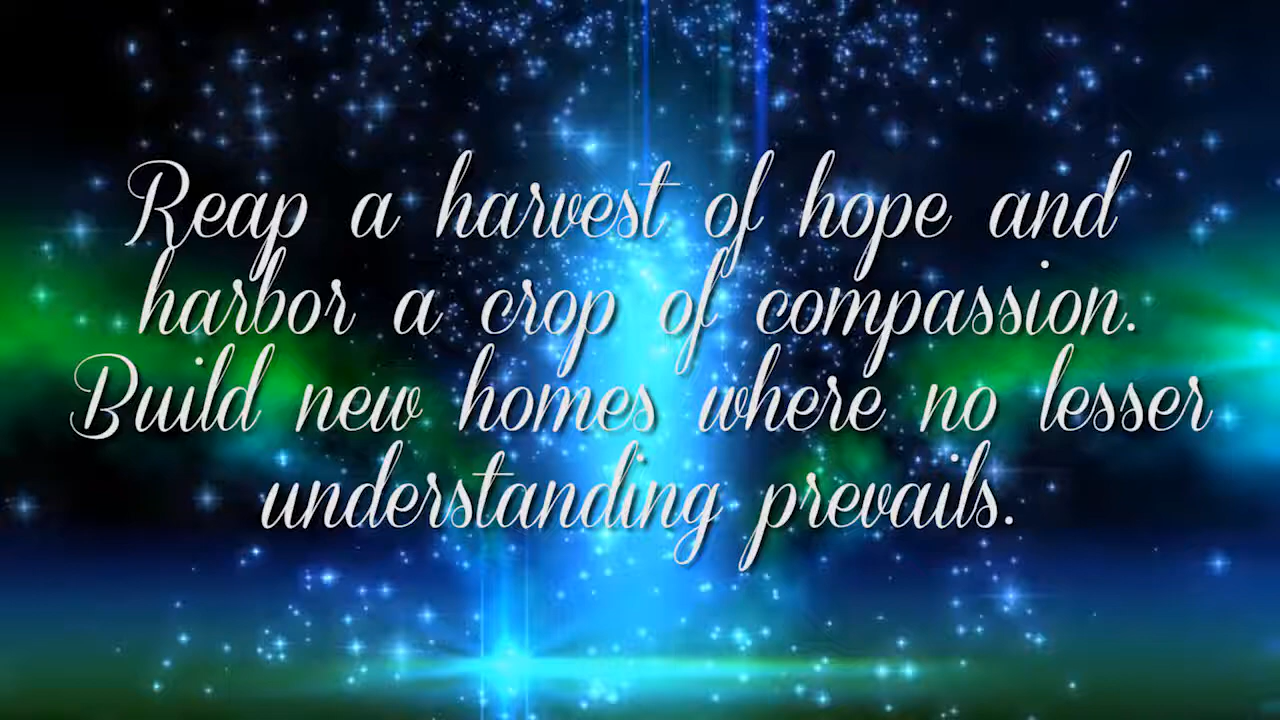 Reap a harvest of hope and
harbor a crop of compassion.
Build new homes where no lesser
understanding prevails.